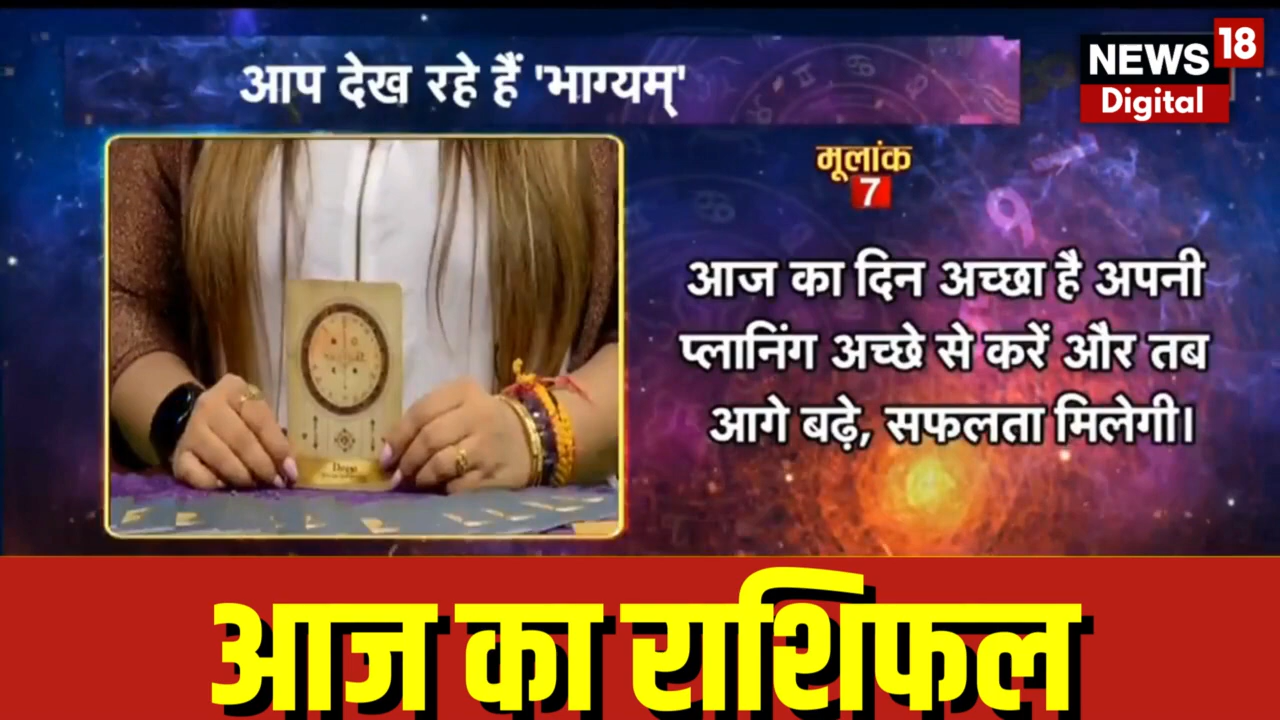 आप देख रहे हैं 'भाग्यम्'
NEWS 18
Digital
मूलांक
7
आज का दिन अच्छा है अपनी
प्लानिंग अच्छे से करें और तब
आगे बढ़े, सफलता मिलेगी।
आज का राशिफल